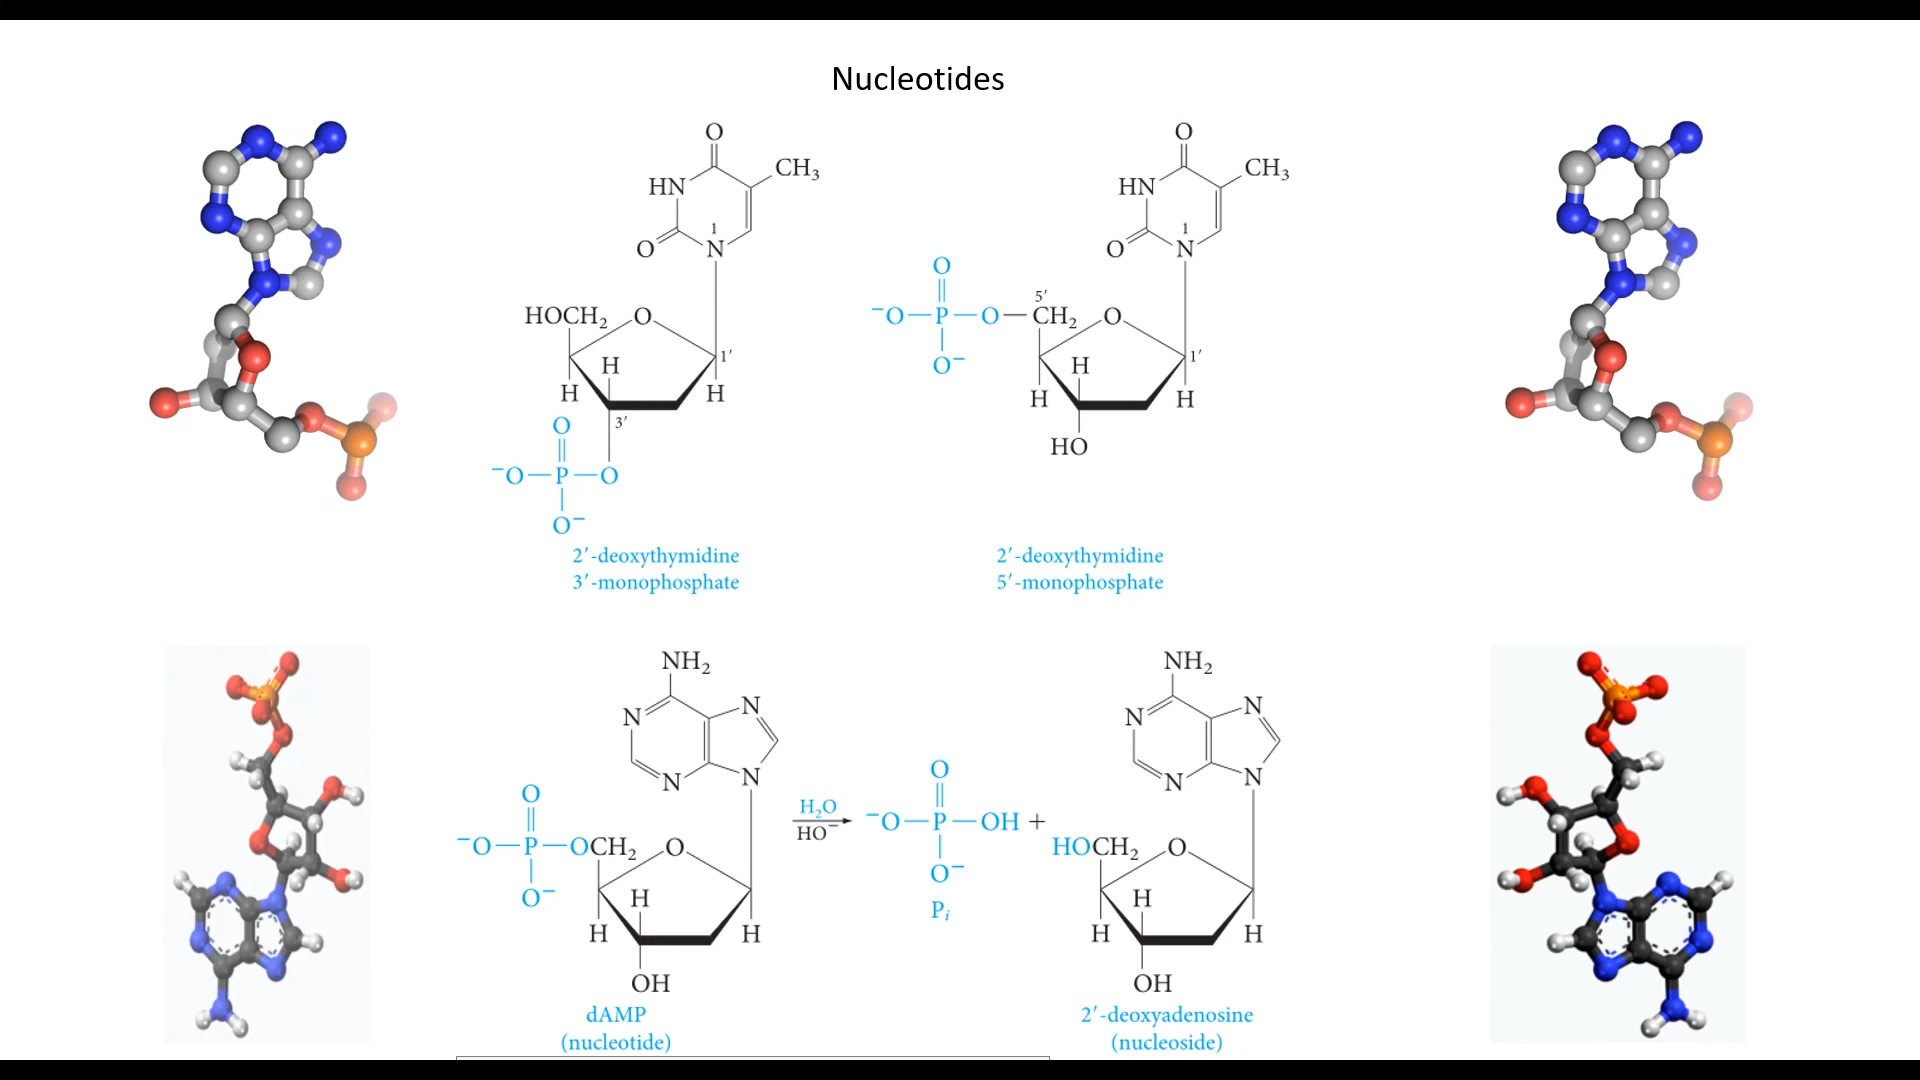 Nucleotides
O
CH₃
HN
1
O
N
HOCH₂
O
H
1′
H
H
3′
O
⁻O—P—O
O⁻
2′-deoxythymidine
3′-monophosphate
O
CH₃
HN
1
O
N
O
5′
⁻O—P—O—CH₂
O
O⁻
H
1′
H
H
HO
2′-deoxythymidine
5′-monophosphate
NH₂
N
N
N
N
O
⁻O—P—OCH₂
O
O⁻
H
H
H
OH
dAMP
(nucleotide)
H₂O
HO⁻
O
⁻O—P—OH +
O⁻
Pᵢ
NH₂
N
N
N
N
HOCH₂
O
H
H
H
OH
2′-deoxyadenosine
(nucleoside)